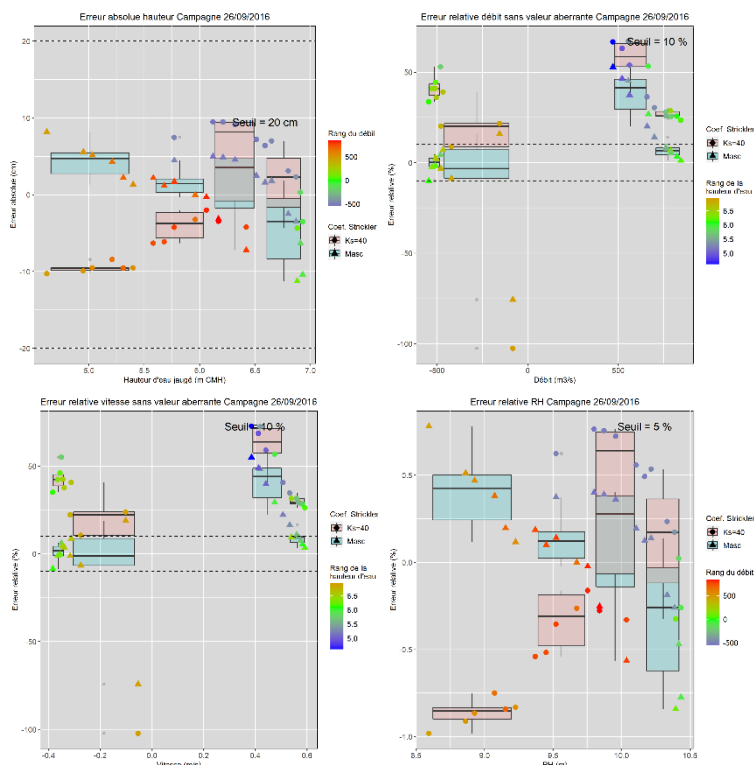 Erreur absolue hauteur Campagne 26/09/2016
20
10
0
-10
-20
Erreur absolue (cm)
Seuil = 20 cm
6.0
6.5
7.0
Hauteur d'eau jaugé (m CMH)
Rang du débil
500
0
-500
Coef. Strickler
Ks=40
Masc
Erreur relative débit sans valeur aberrante Campagne 26/09/2016
50
0
-50
-100
Erreur relative (%)
Seuil = 10 %
-500
0
500
Débit (m3/s)
Coef. Strickler
Ks=40
Masc
Rang de la
hauteur d'esu
6.5
6.0
5.5
Erreur relative vitesse sans valeur aberrante Campagne 26/09/2016
50
0
-50
-100
Erreur relative (%)
Seuil = 10 %
-0.4
-0.2
0.0
0.2
0.4
0.6
Vitesse (m/s)
Coef. Strickler
Ks=40
Masc
Rang de la
hauteur d'esu
6.5
6.0
5.5
Erreur relative RH Campagne 26/09/2016
0.5
0.0
-0.5
-1.0
Erreur relative (%)
Seuil = 5 %
8.5
9.0
9.5
10.0
10.5
RH (m)
Coef. Strickler
Ks=40
Masc
Rang du débit
500
0
-500